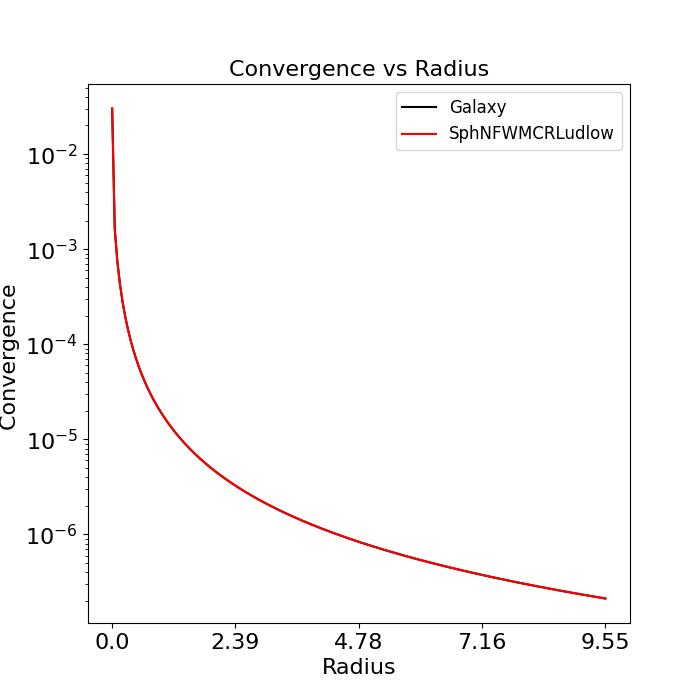 Convergence vs Radius
Galaxy
SphNFWMCRLudlow
Convergence
10⁻²
10⁻³
10⁻⁴
10⁻⁵
10⁻⁶
0.0 2.39 4.78 7.16 9.55
Radius